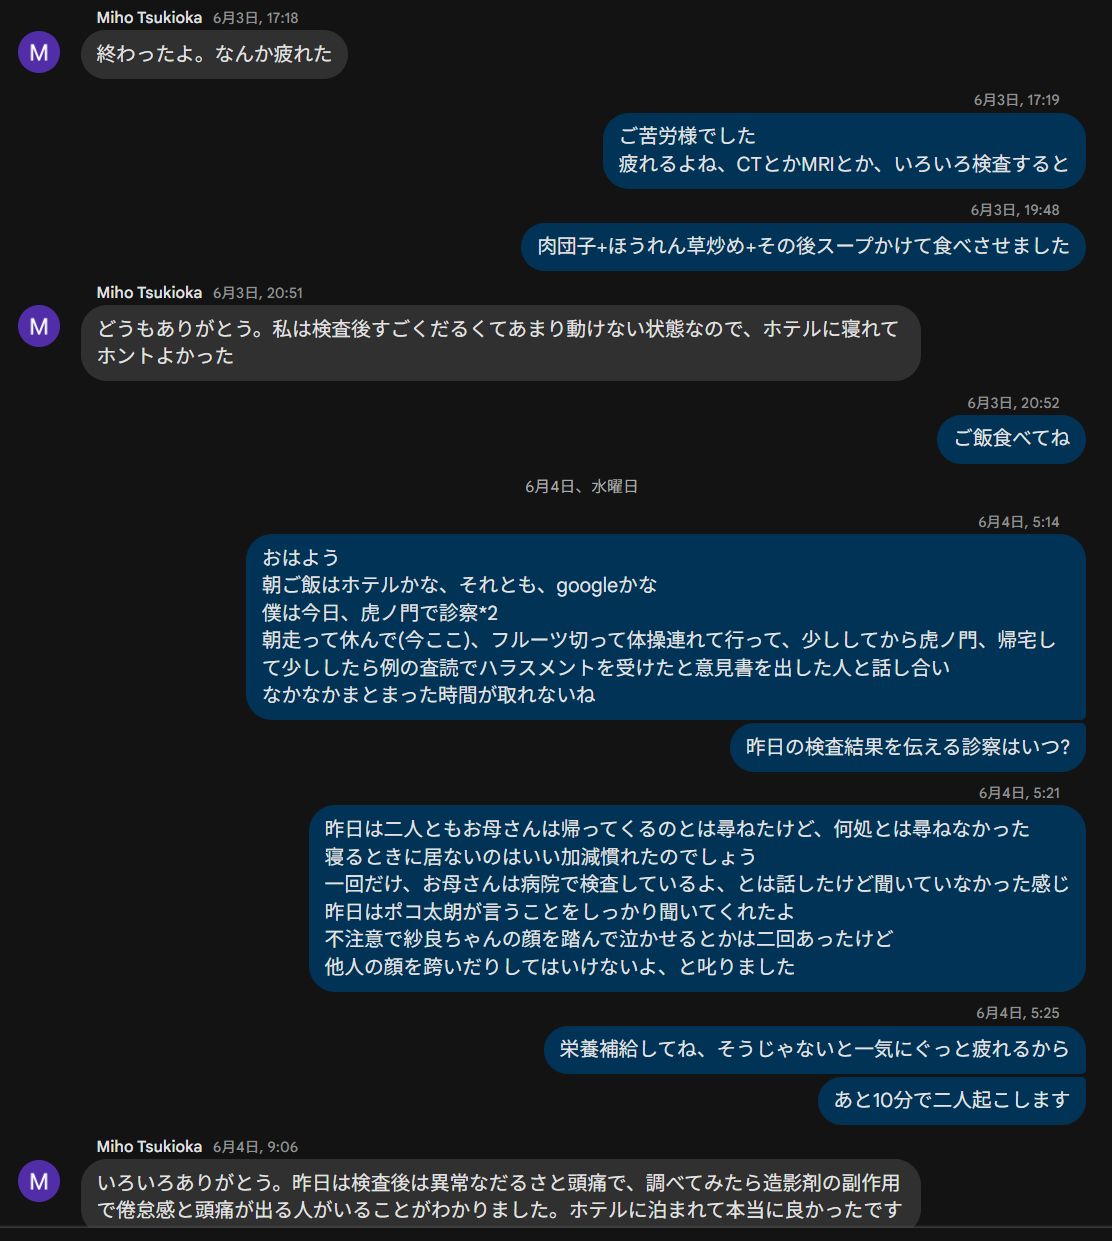 Miho Tsukioka 6月3日, 17:18
M
終わったよ。なんか疲れた
6月3日, 17:19
ご苦労様でした
疲れるよね、CTとかMRIとか、いろいろ検査すると
6月3日, 19:48
肉団子+ほうれん草炒め+その後スープかけて食べさせました
Miho Tsukioka 6月3日, 20:51
M
どうもありがとう。私は検査後すごくだるくてあまり動けない状態なので、ホテルに寝れて
ホントよかった
6月3日, 20:52
ご飯食べてね
6月4日、水曜日
6月4日, 5:14
おはよう
朝ご飯はホテルかな、それとも、googleかな
僕は今日、虎ノ門で診察*2
朝走って休んで(今ここ)、フルーツ切って体操連れて行って、少ししてから虎ノ門、帰宅し
て少ししたら例の査読でハラスメントを受けたと意見書を出した人と話し合い
なかなかまとまった時間が取れないね
昨日の検査結果を伝える診察はいつ?
6月4日, 5:21
昨日は二人ともお母さんは帰ってくるのとは尋ねたけど、何処とは尋ねなかった
寝るときに居ないのはいい加減慣れたのでしょう
一回だけ、お母さんは病院で検査しているよ、とは話したけど聞いていなかった感じ
昨日はポコ太朗が言うことをしっかり聞いてくれたよ
不注意で紗良ちゃんの顔を踏んで泣かせるとかは二回あったけど
他人の顔を跨いだりしてはいけないよ、と叱りました
6月4日, 5:25
栄養補給してね、そうじゃないと一気にぐっと疲れるから
あと10分で二人起こします
Miho Tsukioka 6月4日, 9:06
M
いろいろありがとう。昨日は検査後は異常なだるさと頭痛で、調べてみたら造影剤の副作用
で倦怠感と頭痛が出る人がいることがわかりました。ホテルに泊まれて本当に良かったです